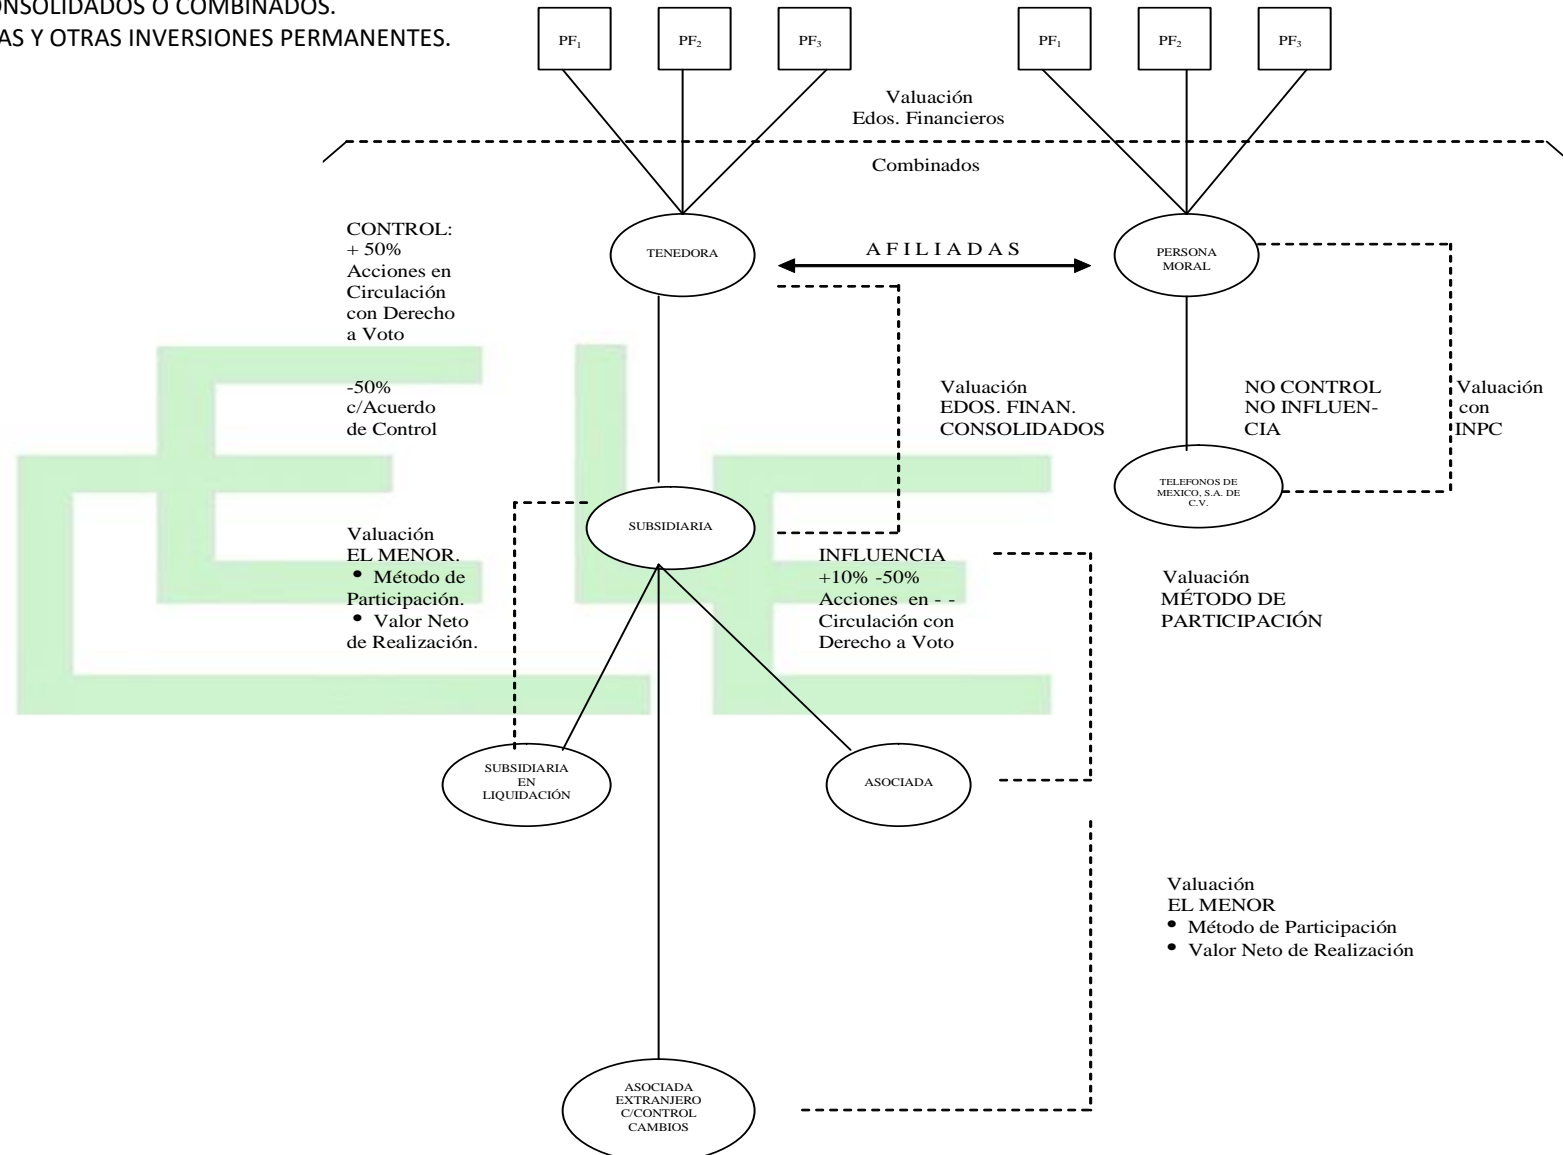 ONSOLIDADOS O COMBINADOS.
AS Y OTRAS INVERSIONES PERMANENTES.
PF₁
PF₂
PF₃
PF₁
PF₂
PF₃
Valuación
Edos. Financieros
Combinados
CONTROL:
+ 50%
Acciones en
Circulación
con Derecho
a Voto
-50%
c/Acuerdo
de Control
TENEDORA
A F I L I A D A S
PERSONA
MORAL
Valuación
EDOS. FINAN.
CONSOLIDADOS
NO CONTROL
NO INFLUEN-
CIA
Valuación
con
INPC
TELEFONOS DE
MEXICO, S.A. DE
C.V.
SUBSIDIARIA
Valuación
EL MENOR.
• Método de
Participación.
• Valor Neto
de Realización.
INFLUENCIA
+10% -50%
Acciones en - -
Circulación con
Derecho a Voto
Valuación
MÉTODO DE
PARTICIPACIÓN
SUBSIDIARIA
EN
LIQUIDACIÓN
ASOCIADA
Valuación
EL MENOR
• Método de Participación
• Valor Neto de Realización
ASOCIADA
EXTRANJERO
C/CONTROL
CAMBIOS